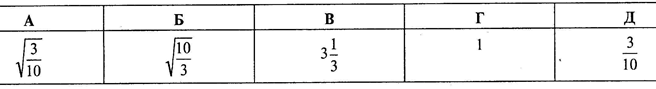 А Б В Г Д
√(3/10) √(10/3) 3 1/3 1 3/10